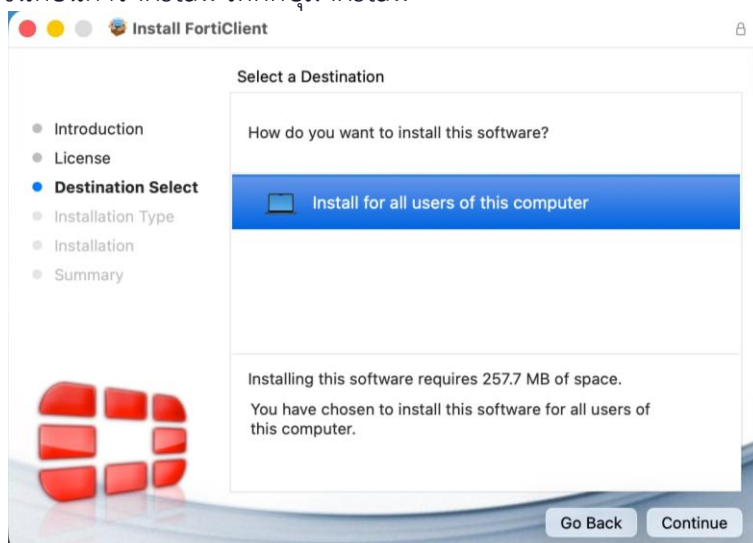 Install FortiClient
Select a Destination
Introduction
License
Destination Select
Installation Type
Installation
Summary
How do you want to install this software?
Install for all users of this computer
Installing this software requires 257.7 MB of space.
You have chosen to install this software for all users of
this computer.
Go Back
Continue